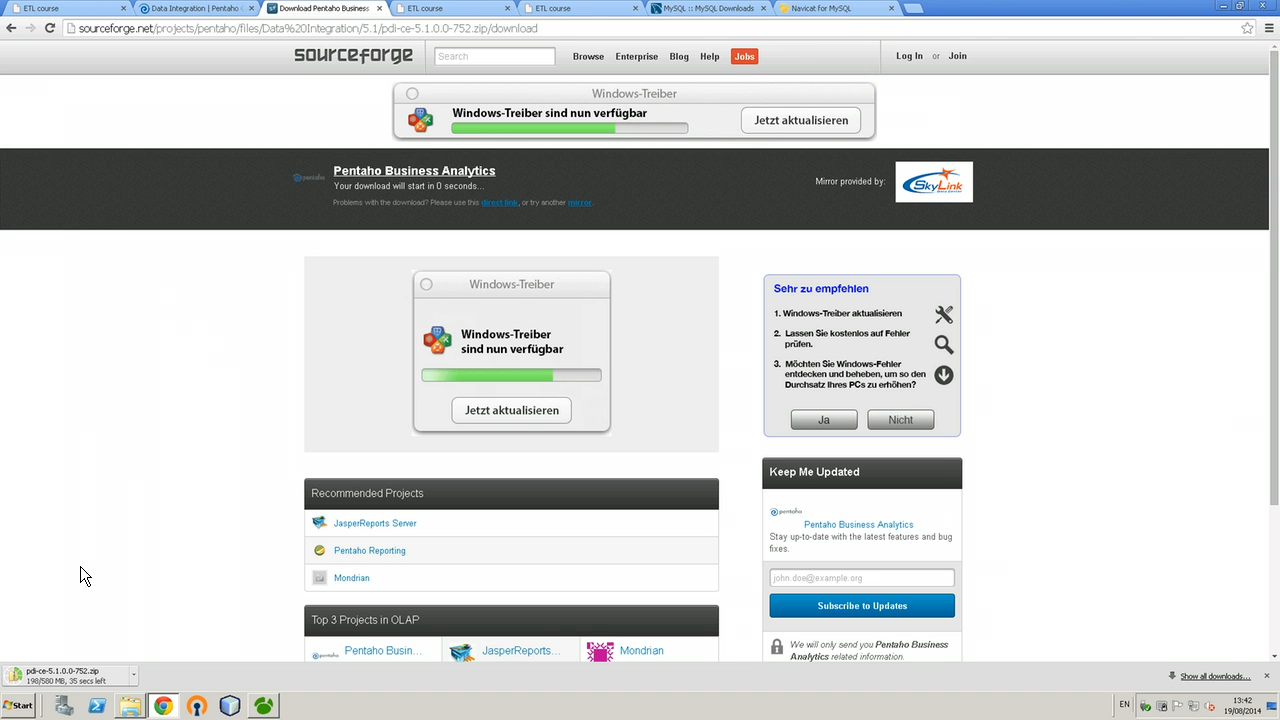 ETL course
Data Integration | Pentaho
Download Pentaho Business
ETL course
ETL course
MySQL :: MySQL Downloads
Navicat for MySQL
sourceforge.net/projects/pentaho/files/Data%20Integration/5.1/pdi-ce-5.1.0.0-752.zip/download
sourceforge
Search
Browse
Enterprise
Blog
Help
Jobs
Log In or Join
Windows-Treiber
Windows-Treiber sind nun verfügbar
Jetzt aktualisieren
Pentaho Business Analytics
Your download will start in 0 seconds...
Problems with the download? Please use this direct link, or try another mirror.
Mirror provided by:
SkyLink
pentaho
Windows-Treiber
Windows-Treiber
sind nun verfügbar
Jetzt aktualisieren
Sehr zu empfehlen
1. Windows-Treiber aktualisieren
2. Lassen Sie kostenlos auf Fehler
prüfen.
3. Möchten Sie Windows-Fehler
entdecken und beheben, um so den
Durchsatz Ihres PCs zu erhöhen?
Ja
Nicht
Recommended Projects
JasperReports Server
Pentaho Reporting
Mondrian
Top 3 Projects in OLAP
pentaho
Pentaho Busin...
JasperReports...
Mondrian
Keep Me Updated
pentaho
Pentaho Business Analytics
Stay up-to-date with the latest features and bug
fixes.
john.doe@example.org
Subscribe to Updates
We will only send you Pentaho Business
Analytics related information.
pdi-ce-5.1.0.0-752.zip
198/580 MB, 35 secs left
Show all downloads...
Start
EN
13:42
19/08/2014